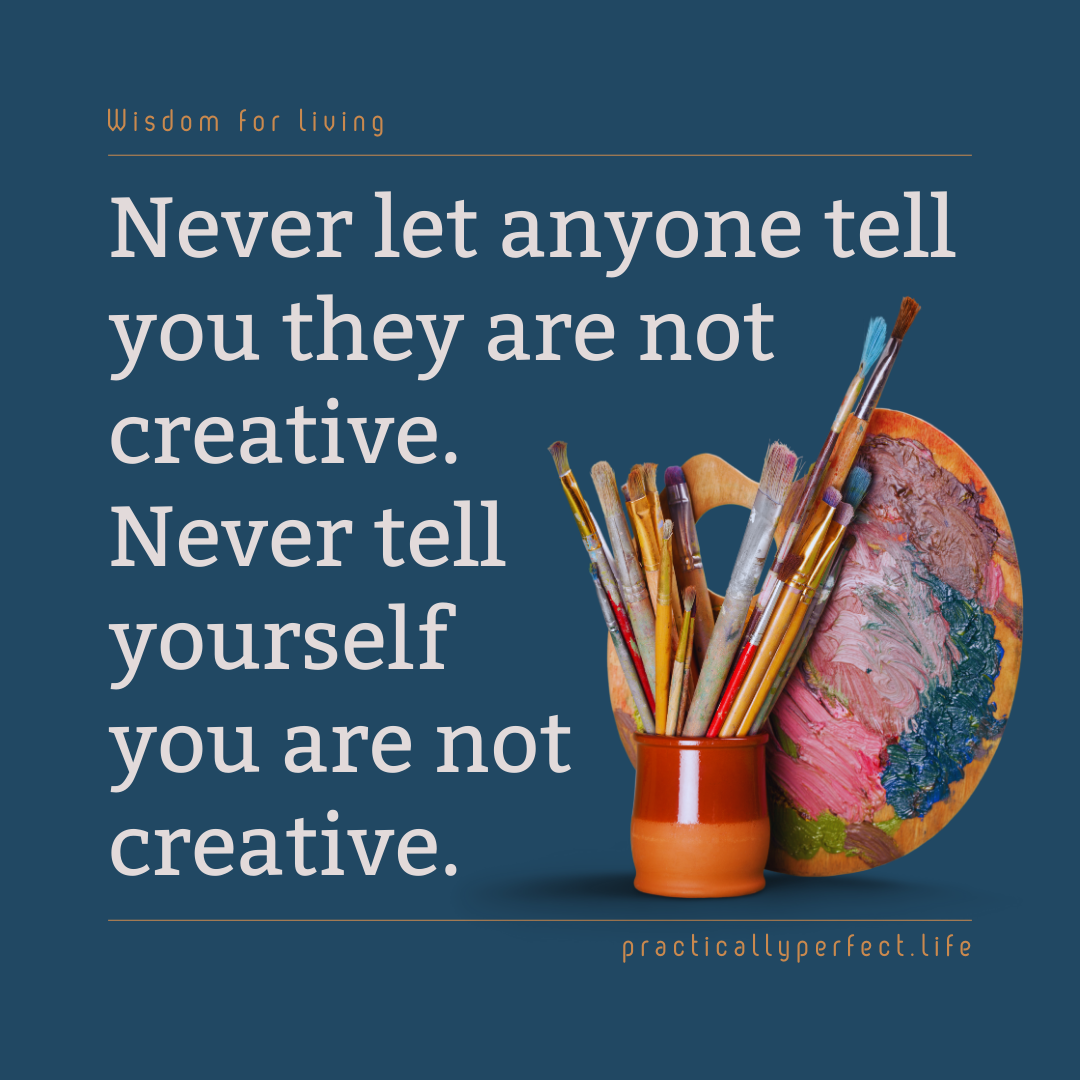 Wisdom for living
Never let anyone tell
you they are not
creative.
Never tell
yourself
you are not
creative.
practicallyperfect.life